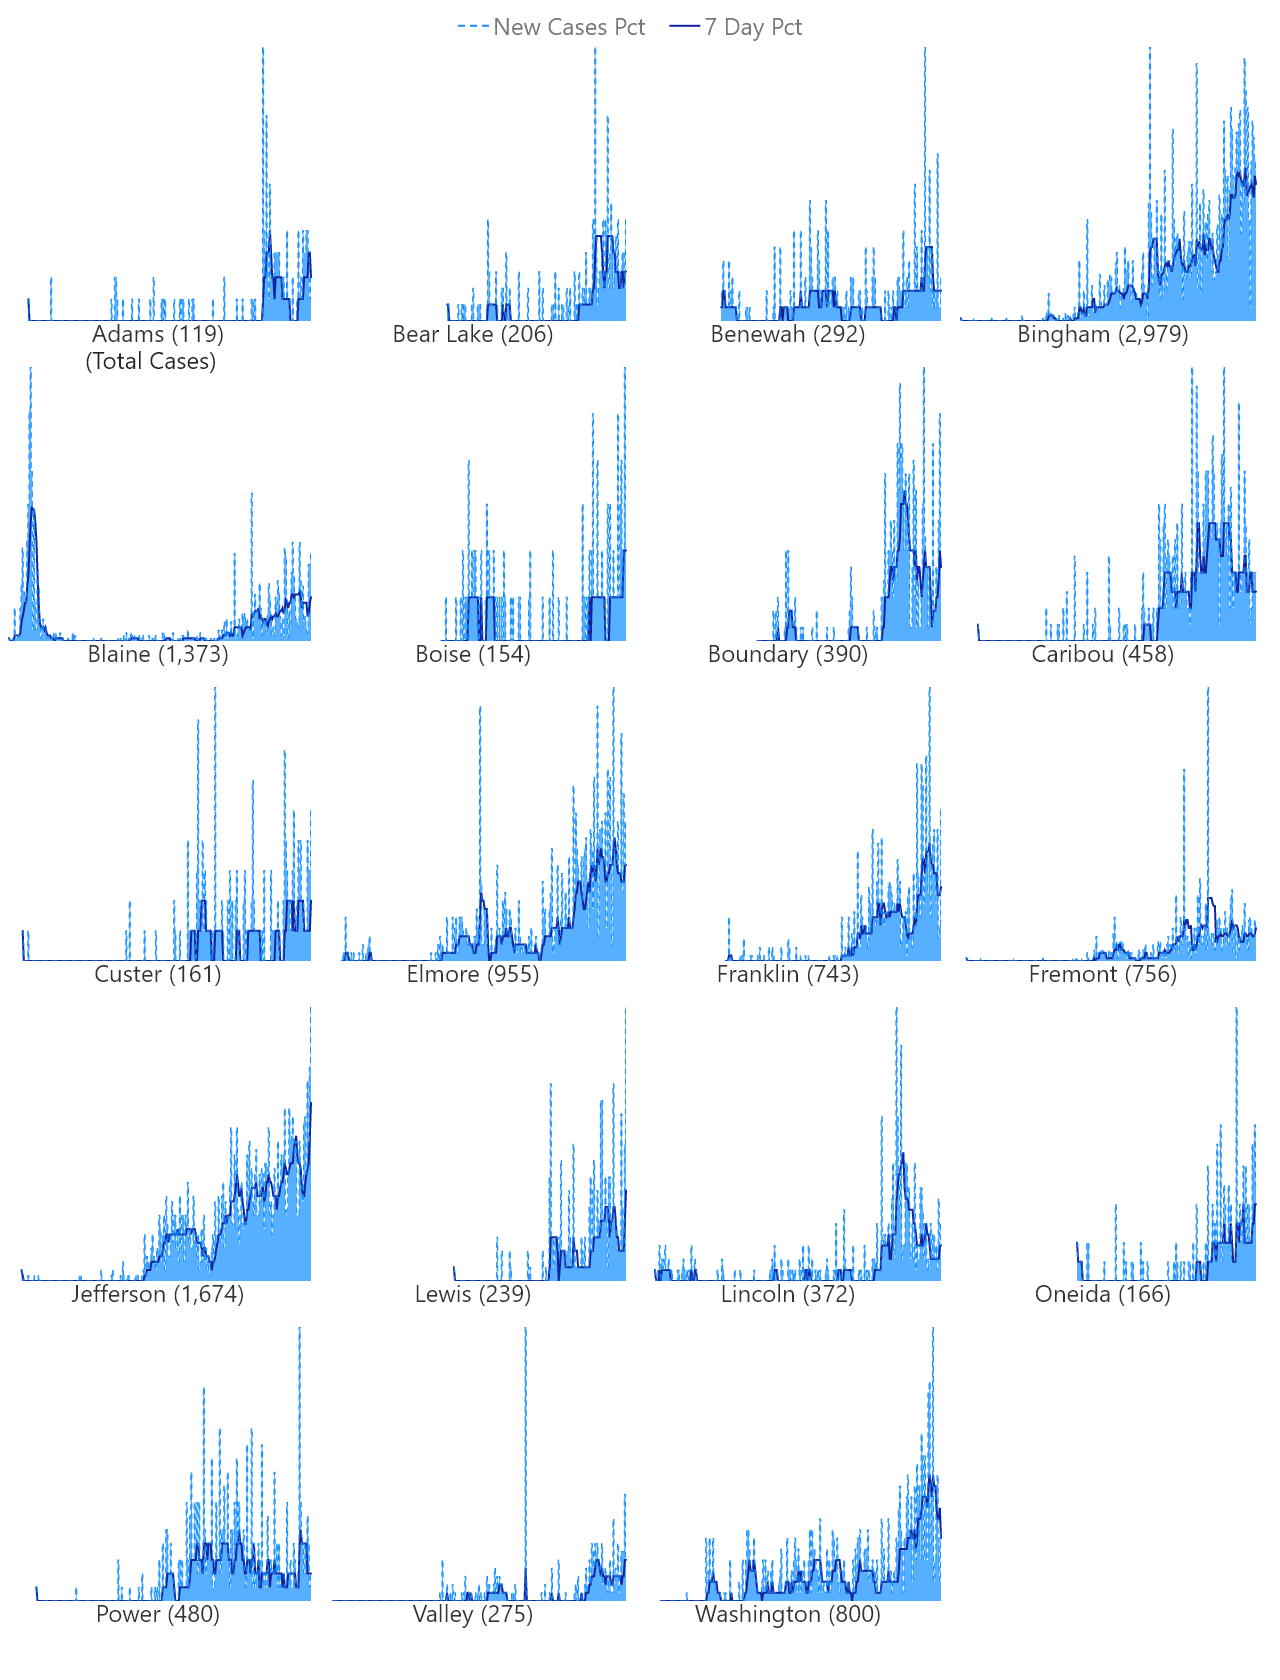 New Cases Pct 7 Day Pct
Adams (119) Bear Lake (206) Benewah (292) Bingham (2,979)
(Total Cases)
Blaine (1,373) Boise (154) Boundary (390) Caribou (458)
Custer (161) Elmore (955) Franklin (743) Fremont (756)
Jefferson (1,674) Lewis (239) Lincoln (372) Oneida (166)
Power (480) Valley (275) Washington (800)